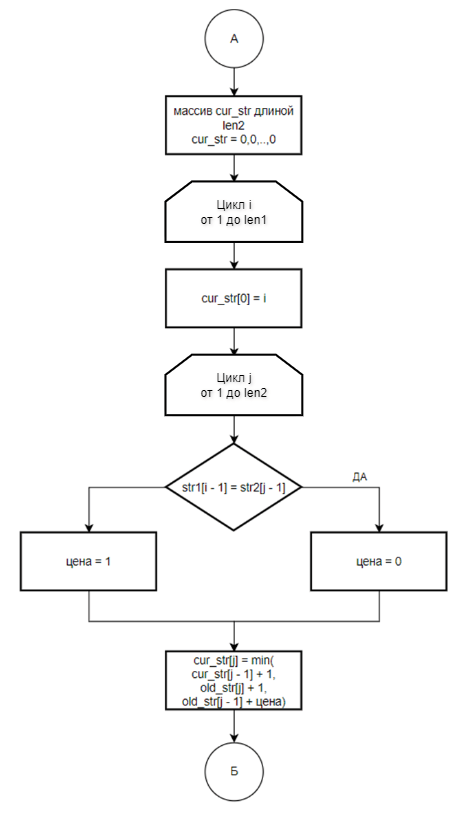 А
массив cur_str длиной
len2
cur_str = 0,0,..,0
Цикл i
от 1 до len1
cur_str[0] = i
Цикл j
от 1 до len2
str1[i - 1] = str2[j - 1]
ДА
цена = 1
цена = 0
cur_str[j] = min(
cur_str[j - 1] + 1,
old_str[j] + 1,
old_str[j - 1] + цена)
Б